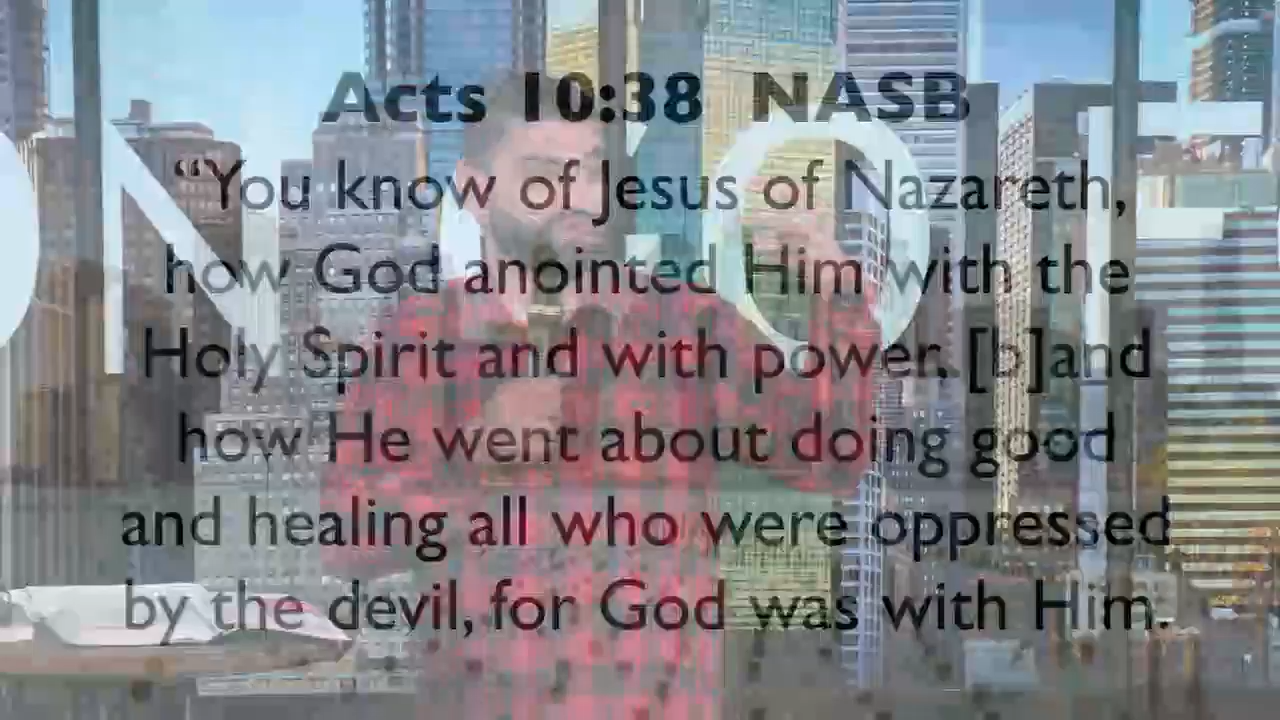 Acts 10:38 NASB
“You know of Jesus of Nazareth,
how God anointed Him with the
Holy Spirit and with power, [b]and
how He went about doing good
and healing all who were oppressed
by the devil, for God was with Him.